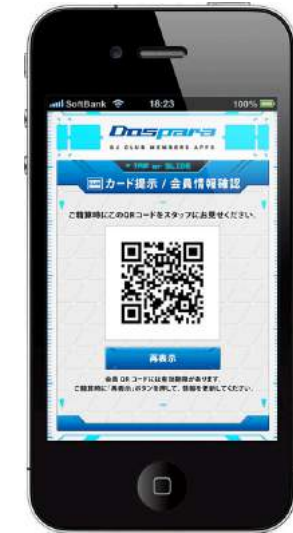 SoftBank 18:23 100%
Dospara
DJ CLUB MEMBERS APPS
TAP or SLIDE
カード提示 / 会員情報確認
ご精算時にこのQRコードをスタッフにお見せください。
再表示
会員 QR コードには有効期限があります。
ご精算時に「再表示」ボタンを押して、情報を更新してください。